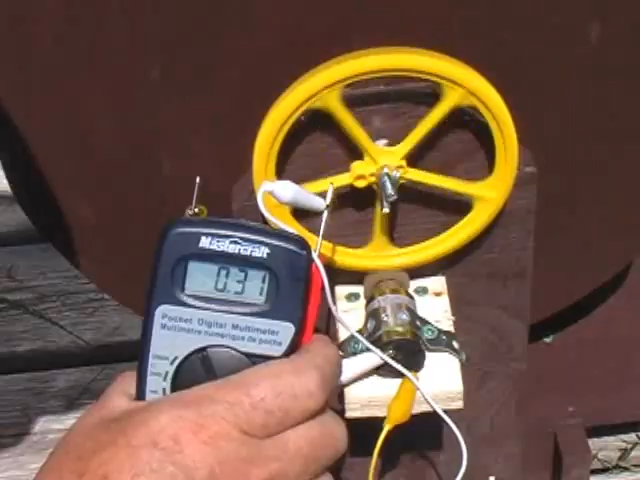 Mastercraft
0.31
Pocket Digital Multimeter
Multimètre numérique de poche